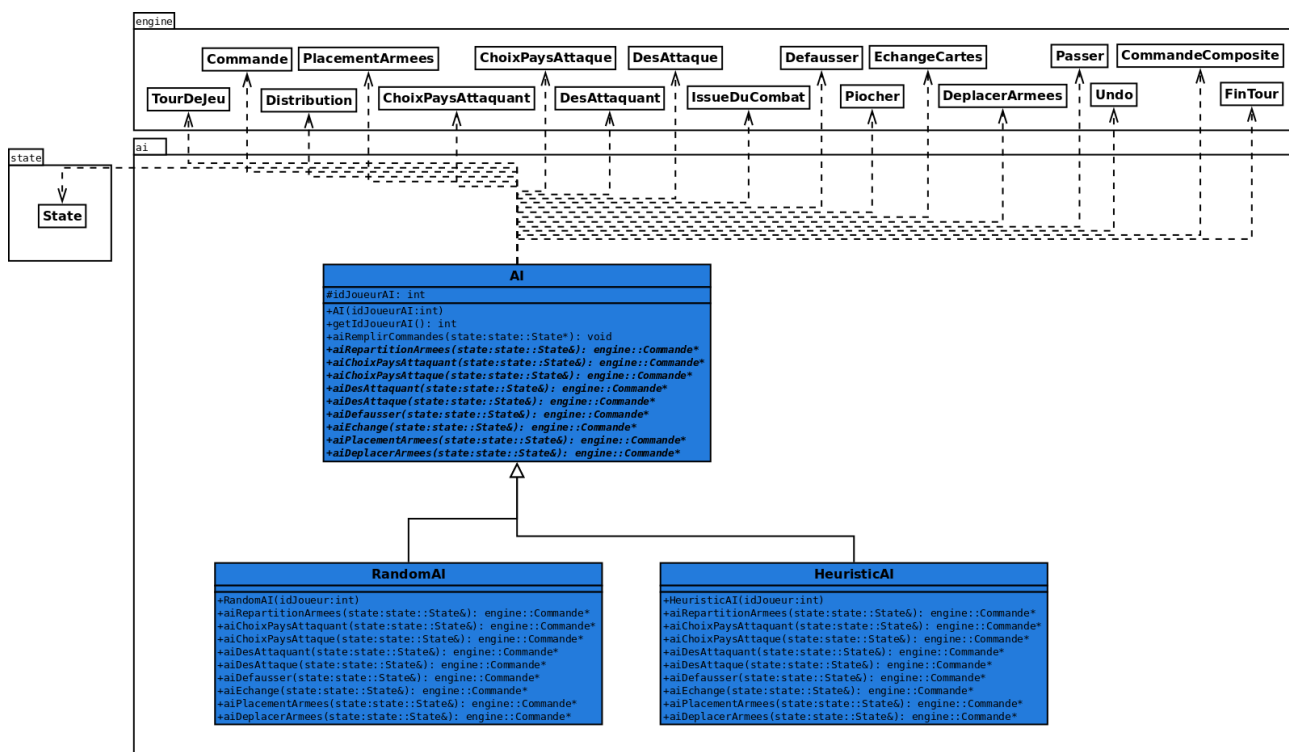 engine
Commande
PlacementArmees
ChoixPaysAttaque
DesAttaque
Defausser
EchangeCartes
Passer
CommandeComposite
TourDeJeu
Distribution
ChoixPaysAttaquant
DesAttaquant
IssueDuCombat
Piocher
DeplacerArmees
Undo
FinTour
state
State
ai
AI
#idJoueurAI: int
+AI(idJoueurAI:int)
+getIdJoueurAI(): int
+aiRemplirCommandes(state:state::State*): void
+aiRepartitionArmees(state:state::State&): engine::Commande*
+aiChoixPaysAttaquant(state:state::State&): engine::Commande*
+aiChoixPaysAttaque(state:state::State&): engine::Commande*
+aiDesAttaquant(state:state::State&): engine::Commande*
+aiDesAttaque(state:state::State&): engine::Commande*
+aiDefausser(state:state::State&): engine::Commande*
+aiEchange(state:state::State&): engine::Commande*
+aiPlacementArmees(state:state::State&): engine::Commande*
+aiDeplacerArmees(state:state::State&): engine::Commande*
RandomAI
+RandomAI(idJoueur:int)
+aiRepartitionArmees(state:state::State&): engine::Commande*
+aiChoixPaysAttaquant(state:state::State&): engine::Commande*
+aiChoixPaysAttaque(state:state::State&): engine::Commande*
+aiDesAttaquant(state:state::State&): engine::Commande*
+aiDesAttaque(state:state::State&): engine::Commande*
+aiDefausser(state:state::State&): engine::Commande*
+aiEchange(state:state::State&): engine::Commande*
+aiPlacementArmees(state:state::State&): engine::Commande*
+aiDeplacerArmees(state:state::State&): engine::Commande*
HeuristicAI
+HeuristicAI(idJoueur:int)
+aiRepartitionArmees(state:state::State&): engine::Commande*
+aiChoixPaysAttaquant(state:state::State&): engine::Commande*
+aiChoixPaysAttaque(state:state::State&): engine::Commande*
+aiDesAttaquant(state:state::State&): engine::Commande*
+aiDesAttaque(state:state::State&): engine::Commande*
+aiDefausser(state:state::State&): engine::Commande*
+aiEchange(state:state::State&): engine::Commande*
+aiPlacementArmees(state:state::State&): engine::Commande*
+aiDeplacerArmees(state:state::State&): engine::Commande*